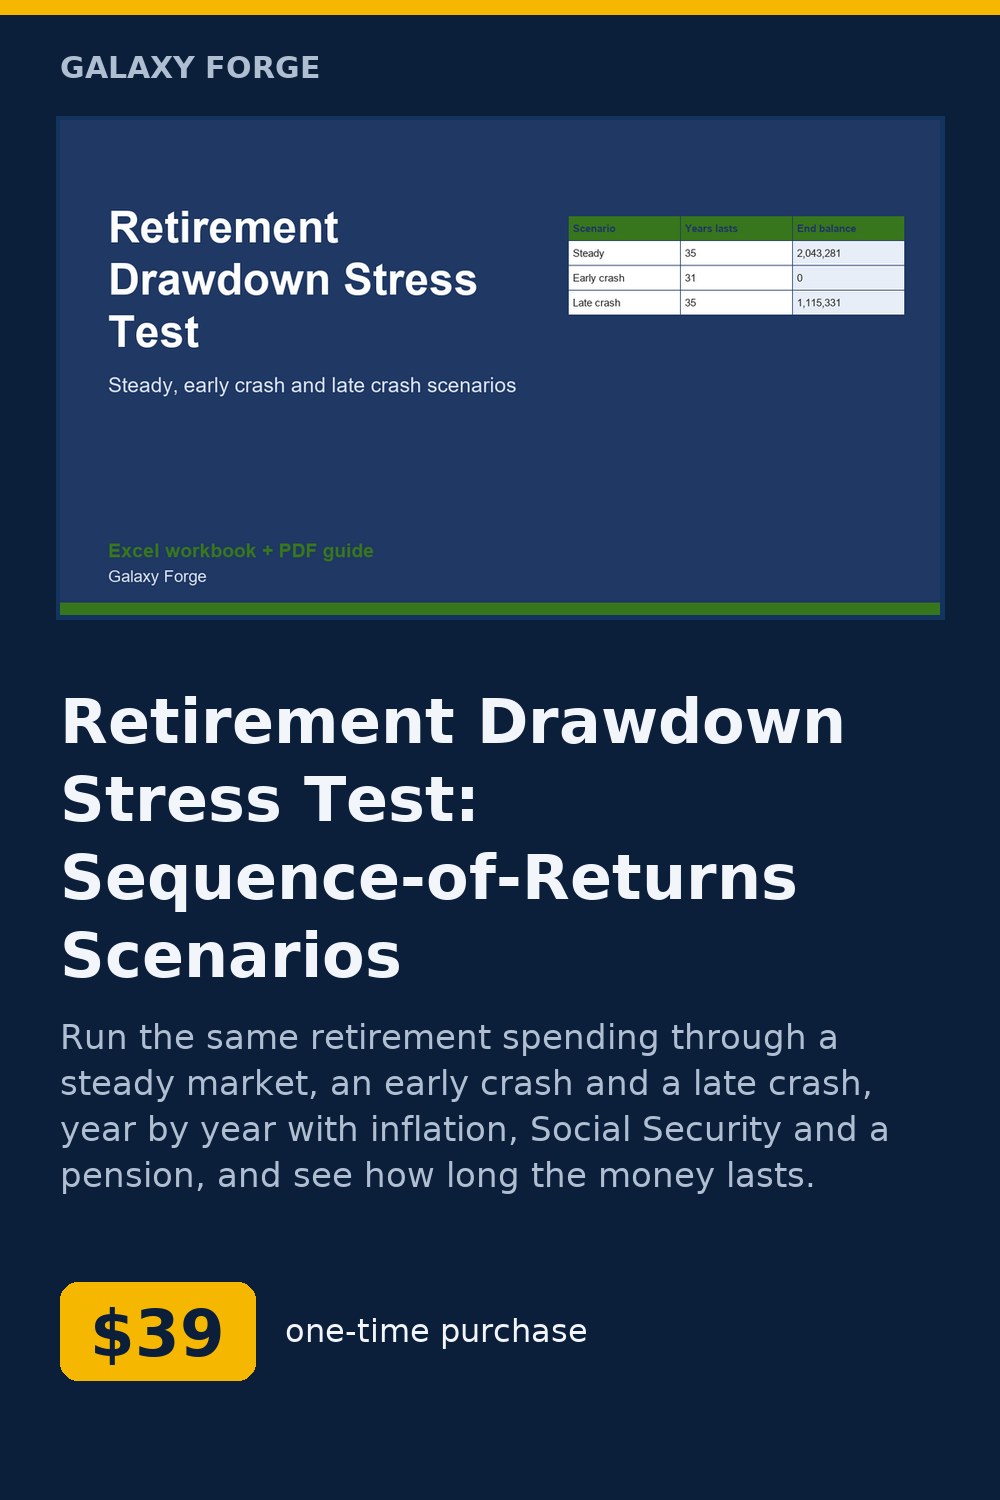 GALAXY FORGE
Retirement
Drawdown Stress
Test
Steady, early crash and late crash scenarios
Scenario Years lasts End balance
Steady 35 2,043,281
Early crash 31 0
Late crash 35 1,115,331
Excel workbook + PDF guide
Galaxy Forge
Retirement Drawdown
Stress Test:
Sequence-of-Returns
Scenarios
Run the same retirement spending through a
steady market, an early crash and a late crash,
year by year with inflation, Social Security and a
pension, and see how long the money lasts.
$39 one-time purchase